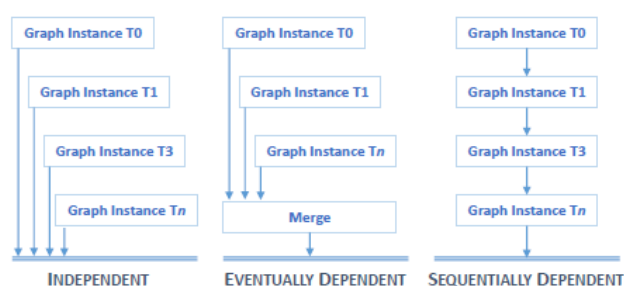 Graph Instance T0
Graph Instance T1
Graph Instance T3
Graph Instance Tn
INDEPENDENT
Graph Instance T0
Graph Instance T1
Graph Instance Tn
Merge
EVENTUALLY DEPENDENT
Graph Instance T0
Graph Instance T1
Graph Instance T3
Graph Instance Tn
SEQUENTIALLY DEPENDENT